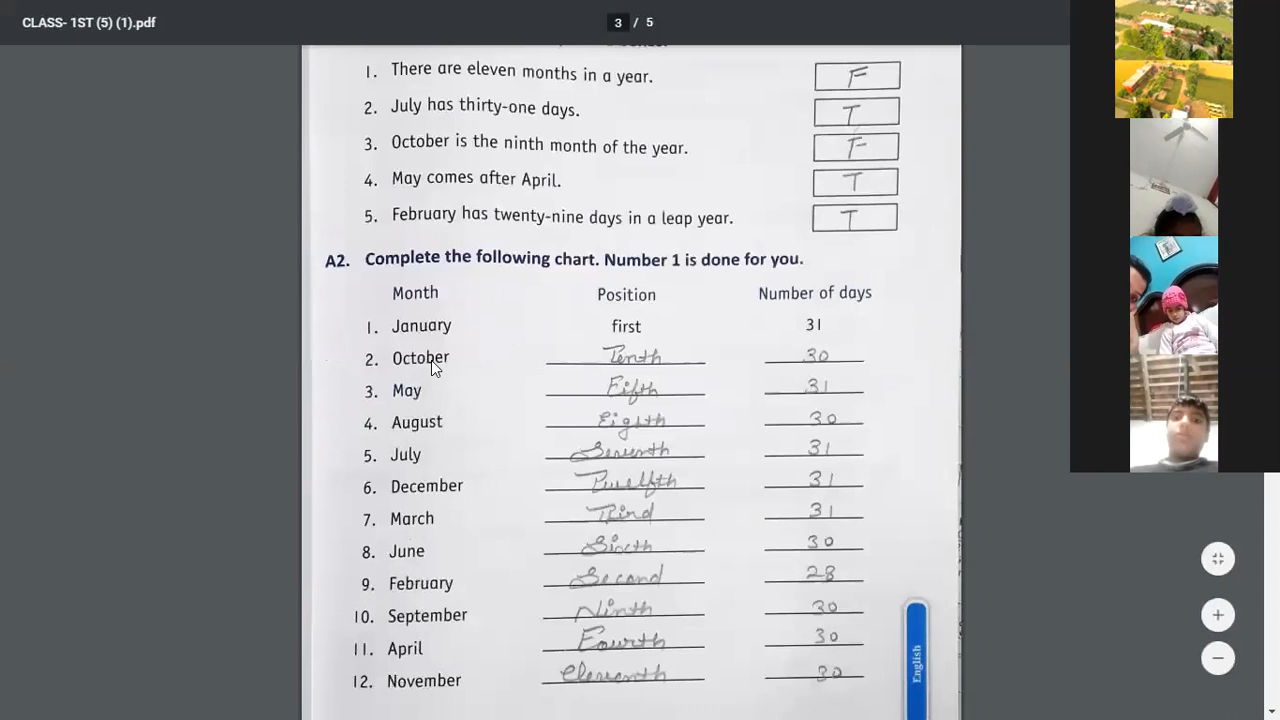 CLASS- 1ST (5) (1).pdf
3 / 5
1. There are eleven months in a year. F
2. July has thirty-one days. T
3. October is the ninth month of the year. F
4. May comes after April. T
5. February has twenty-nine days in a leap year. T
A2. Complete the following chart. Number 1 is done for you.
Month Position Number of days
1. January first 31
2. October Tenth 30
3. May Fifth 31
4. August Eighth 30
5. July Seventh 31
6. December Twelfth 31
7. March Third 31
8. June Sixth 30
9. February Second 28
10. September Ninth 30
11. April Fourth 30
12. November Eleventh 30
English